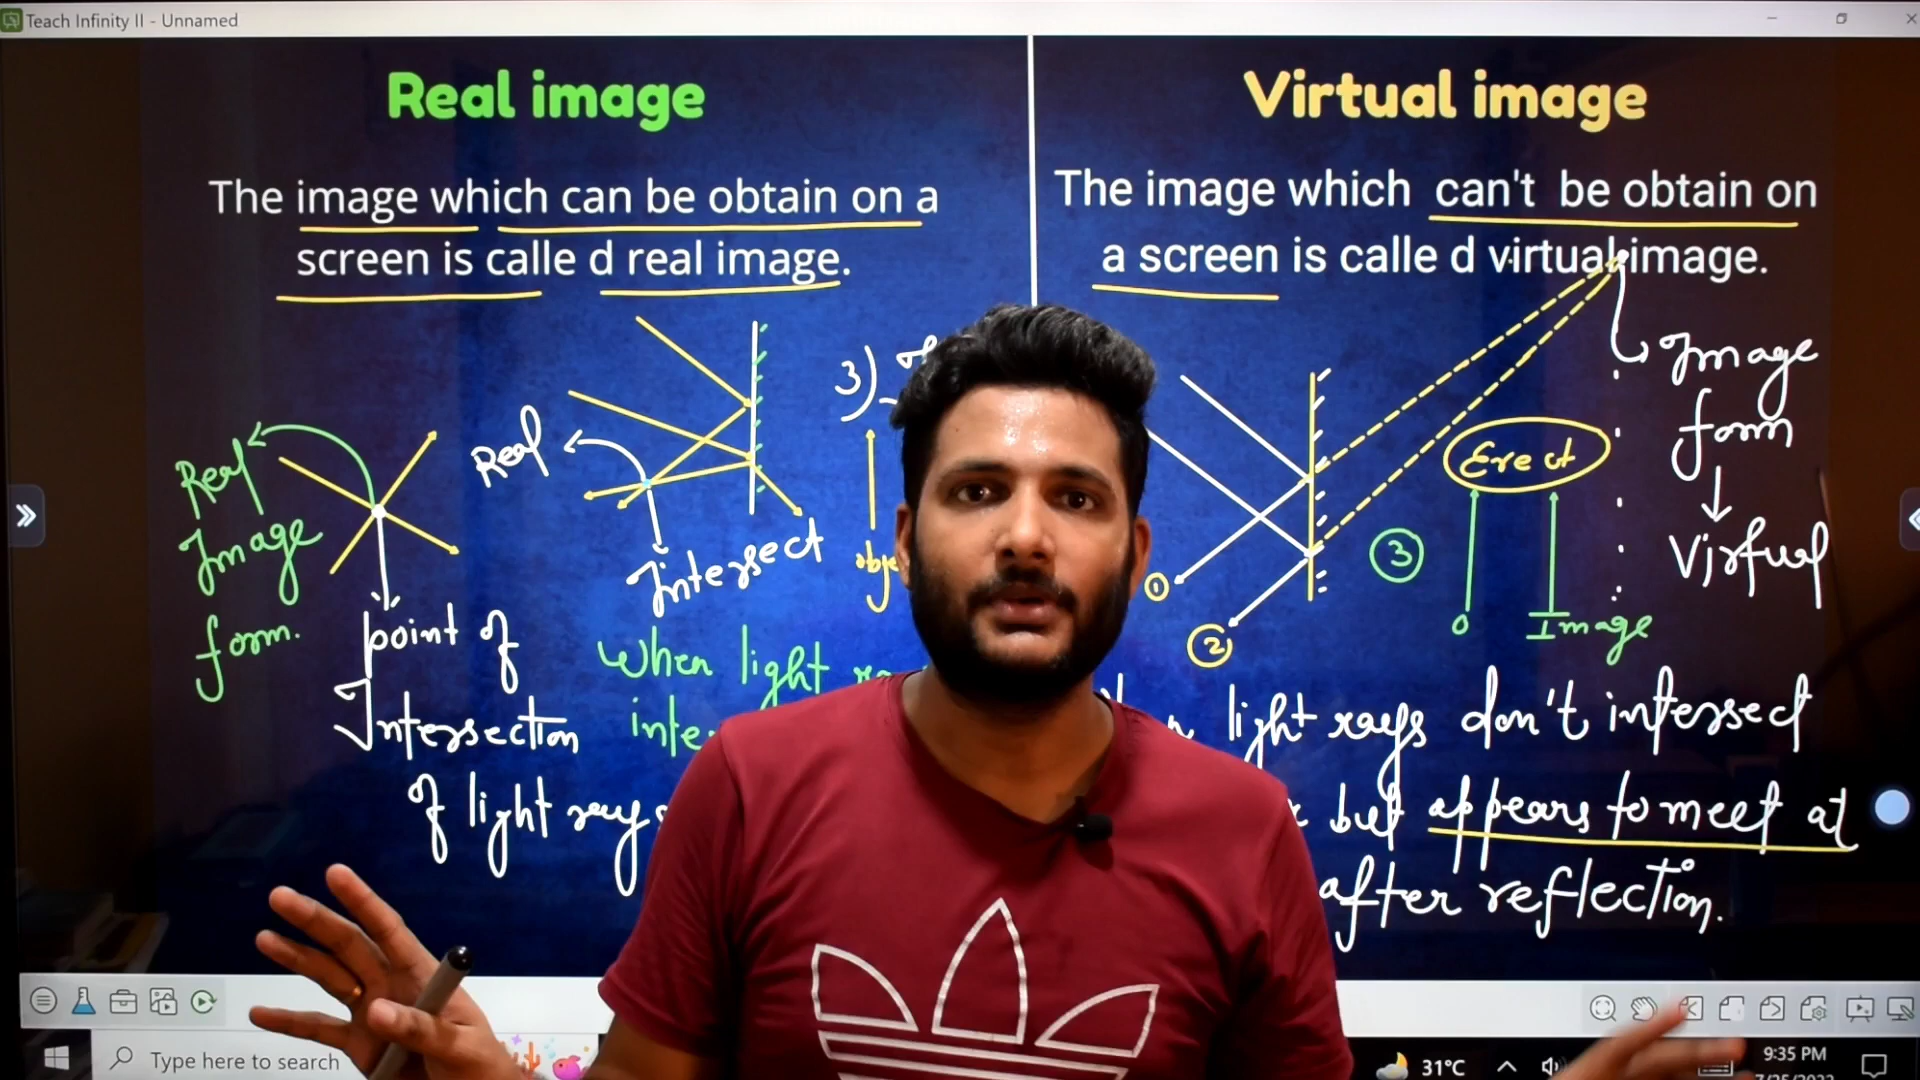 Teach Infinity II - Unnamed
Real image
The image which can be obtain on a
screen is calle d real image.
Real
Image
form.
point of
Intersection
of light rays
Real
Intersect
When light
3)
Virtual image
The image which can't be obtain on
a screen is calle d virtual image.
Image
form
Virtual
Erect
1
2
3
O
Image
light rays don't intersect
but appears to meet at
after reflection.
Type here to search
31°C
9:35 PM